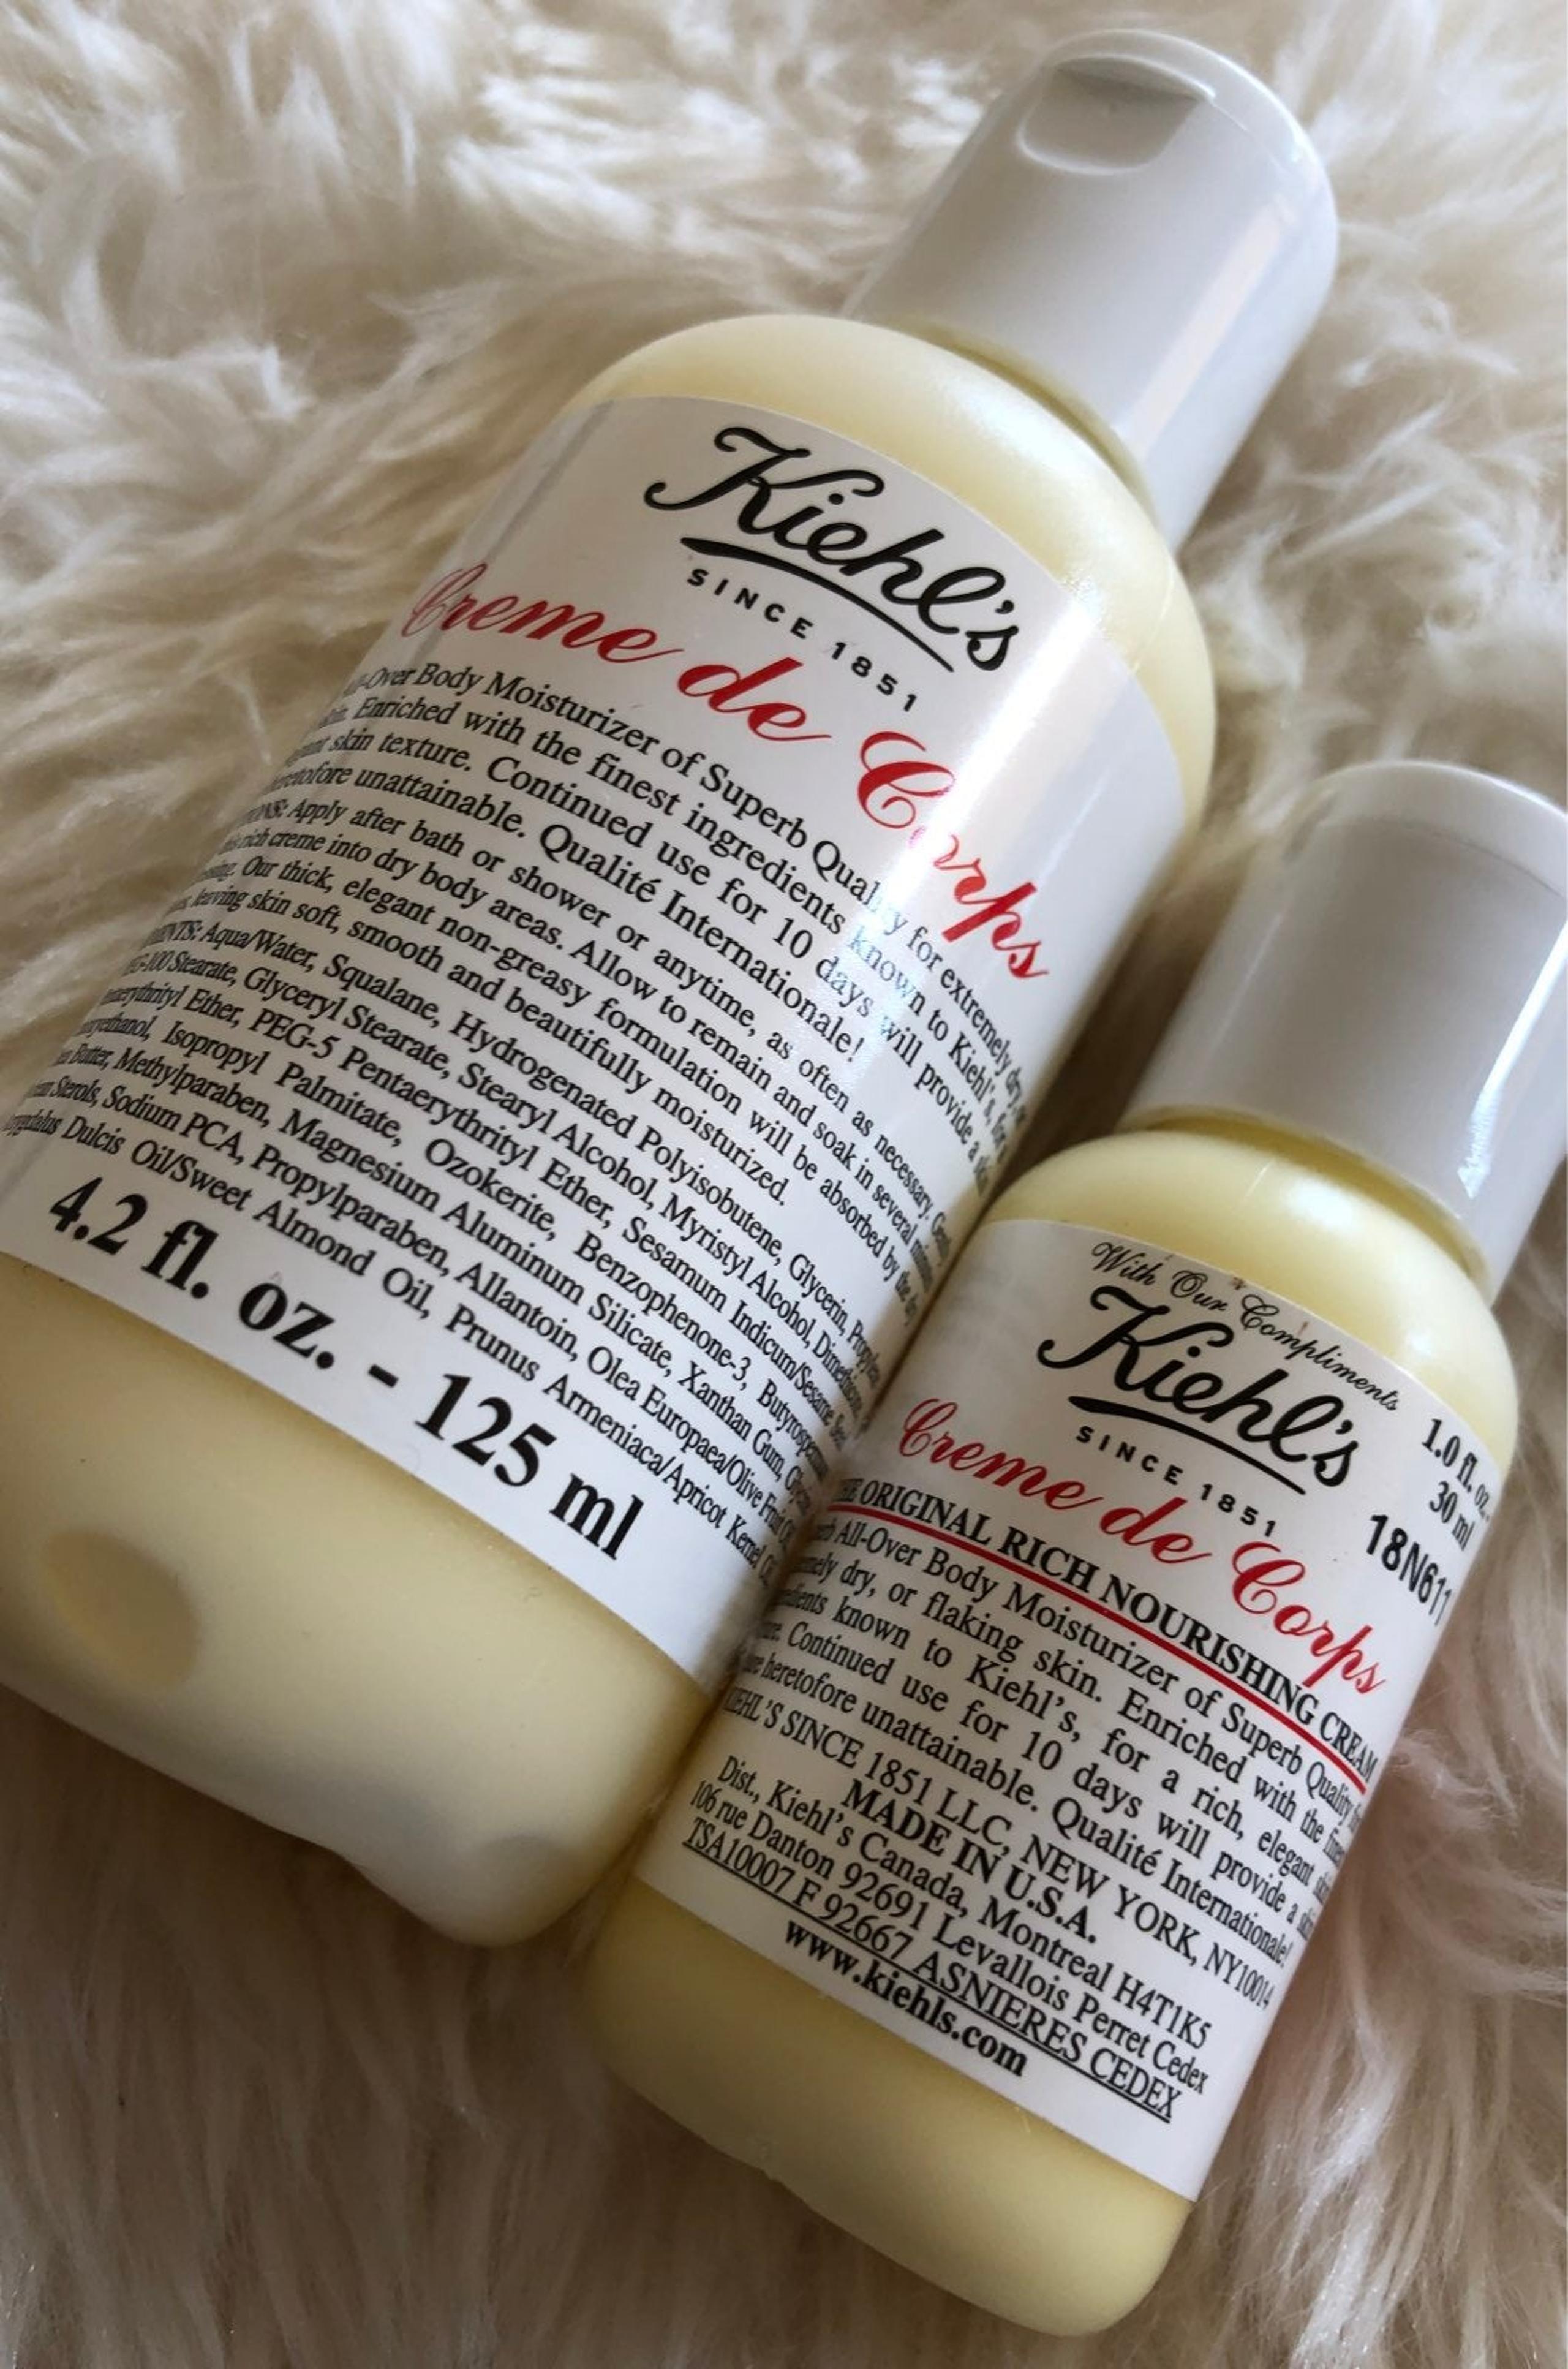 Kiehl's
SINCE 1851
Creme de Corps
All-Over Body Moisturizer of Superb Quality for extremely dry
skin. Enriched with the finest ingredients known to Kiehl's, for
skin texture. Continued use for 10 days will provide a
heretofore unattainable. Qualité Internationale!
Apply after bath or shower or anytime, as often as necessary.
rich creme into dry body areas. Allow to remain and soak in several
Our thick, elegant non-greasy formulation will be absorbed by the
leaving skin soft, smooth and beautifully moisturized.
Aqua/Water, Squalane, Hydrogenated Polyisobutene, Glycerin,
Stearate, Glyceryl Stearate, Stearyl Alcohol, Myristyl Alcohol,
Ether, PEG-5 Pentaerythrityl Ether, Sesamum Indicum/Sesame
Isopropyl Palmitate, Ozokerite, Benzophenone-3,
Butter, Methylparaben, Magnesium Aluminum Silicate, Xanthan Gum,
Sterols, Sodium PCA, Propylparaben, Allantoin, Olea Europaea/Olive Fruit
Dulcis Oil/Sweet Almond Oil, Prunus Armeniaca/Apricot Kernel Oil
4.2 fl. oz. - 125 ml
With Our Compliments
Kiehl's
SINCE 1851
1.0 fl. oz.
30 ml
18N611
Creme de Corps
ORIGINAL RICH NOURISHING CREAM
All-Over Body Moisturizer of Superb Quality
dry, or flaking skin. Enriched with the
known to Kiehl's, for a rich, elegant
Continued use for 10 days will provide a
heretofore unattainable. Qualité Internationale!
KIEHL'S SINCE 1851 LLC, NEW YORK, NY10014
MADE IN U.S.A.
Dist., Kiehl's Canada, Montreal H4T1K5
106 rue Danton 92691 Levallois Perret Cedex
TSA10007 F 92667 ASNIERES CEDEX
www.kiehls.com